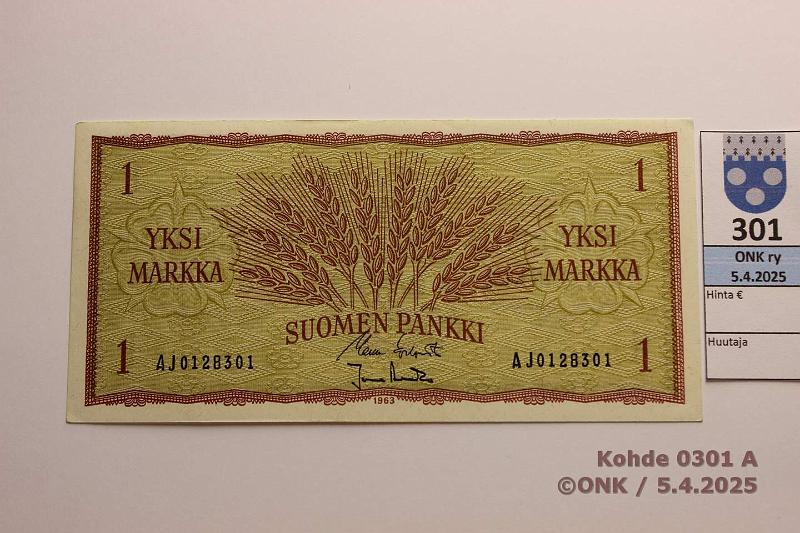 1
1
YKSI
MARKKA
YKSI
MARKKA
SUOMEN PANKKI
1
AJ0128301
AJ0128301
1
1963
301
ONK ry
5.4.2025
Hinta €
Huutaja
Kohde 0301 A
©ONK / 5.4.2025